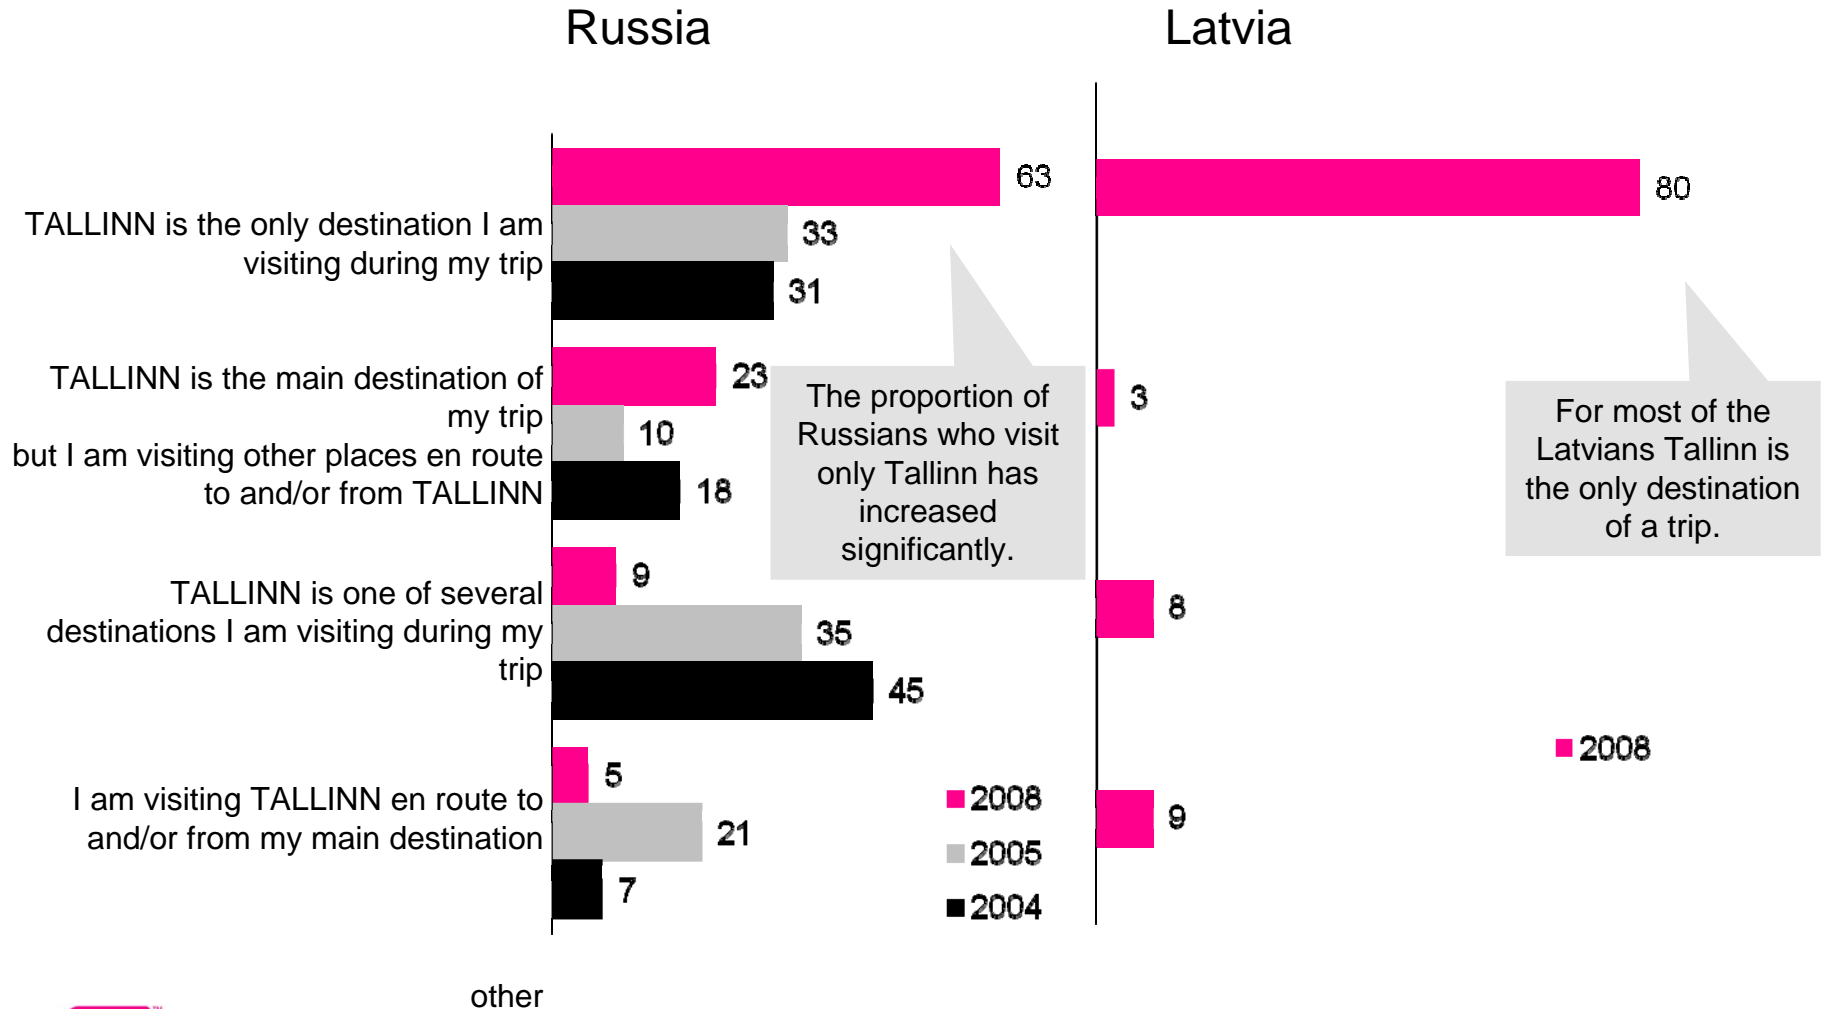 Russia
Latvia
TALLINN is the only destination I am
visiting during my trip
63
33
31
80
TALLINN is the main destination of
my trip
but I am visiting other places en route
to and/or from TALLINN
23
10
18
3
The proportion of
Russians who visit
only Tallinn has
increased
significantly.
For most of the
Latvians Tallinn is
the only destination
of a trip.
TALLINN is one of several
destinations I am visiting during my
trip
9
35
45
8
I am visiting TALLINN en route to
and/or from my main destination
5
21
7
9
2008
2005
2004
2008
other
TM